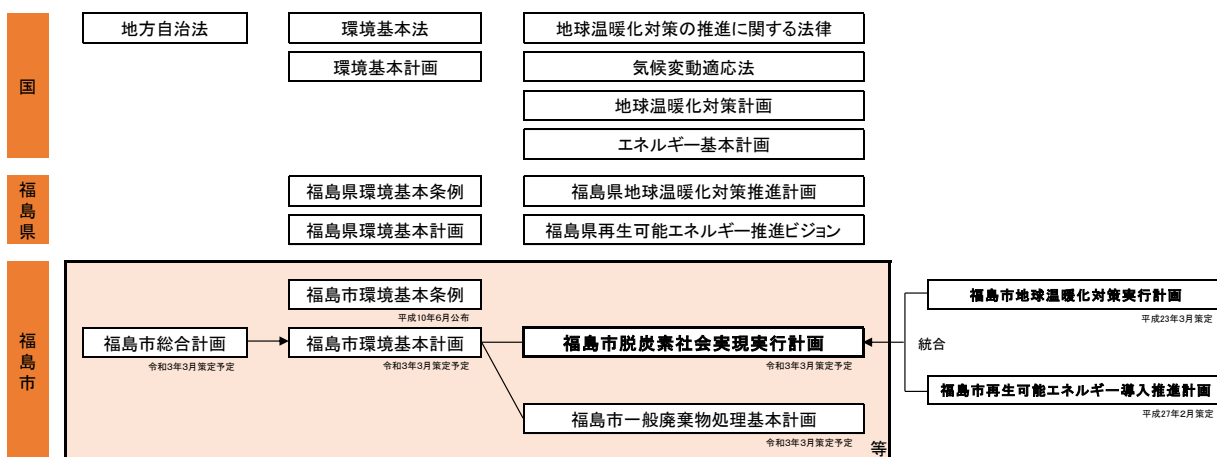 国
地方自治法
環境基本法
地球温暖化対策の推進に関する法律
環境基本計画
気候変動適応法
地球温暖化対策計画
エネルギー基本計画
福島県
福島県環境基本条例
福島県地球温暖化対策推進計画
福島県環境基本計画
福島県再生可能エネルギー推進ビジョン
福島市
福島市環境基本条例
平成10年6月公布
福島市総合計画
令和3年3月策定予定
福島市環境基本計画
令和3年3月策定予定
福島市脱炭素社会実現実行計画
令和3年3月策定予定
福島市一般廃棄物処理基本計画
令和3年3月策定予定
等
福島市地球温暖化対策実行計画
平成23年3月策定
統合
福島市再生可能エネルギー導入推進計画
平成27年2月策定